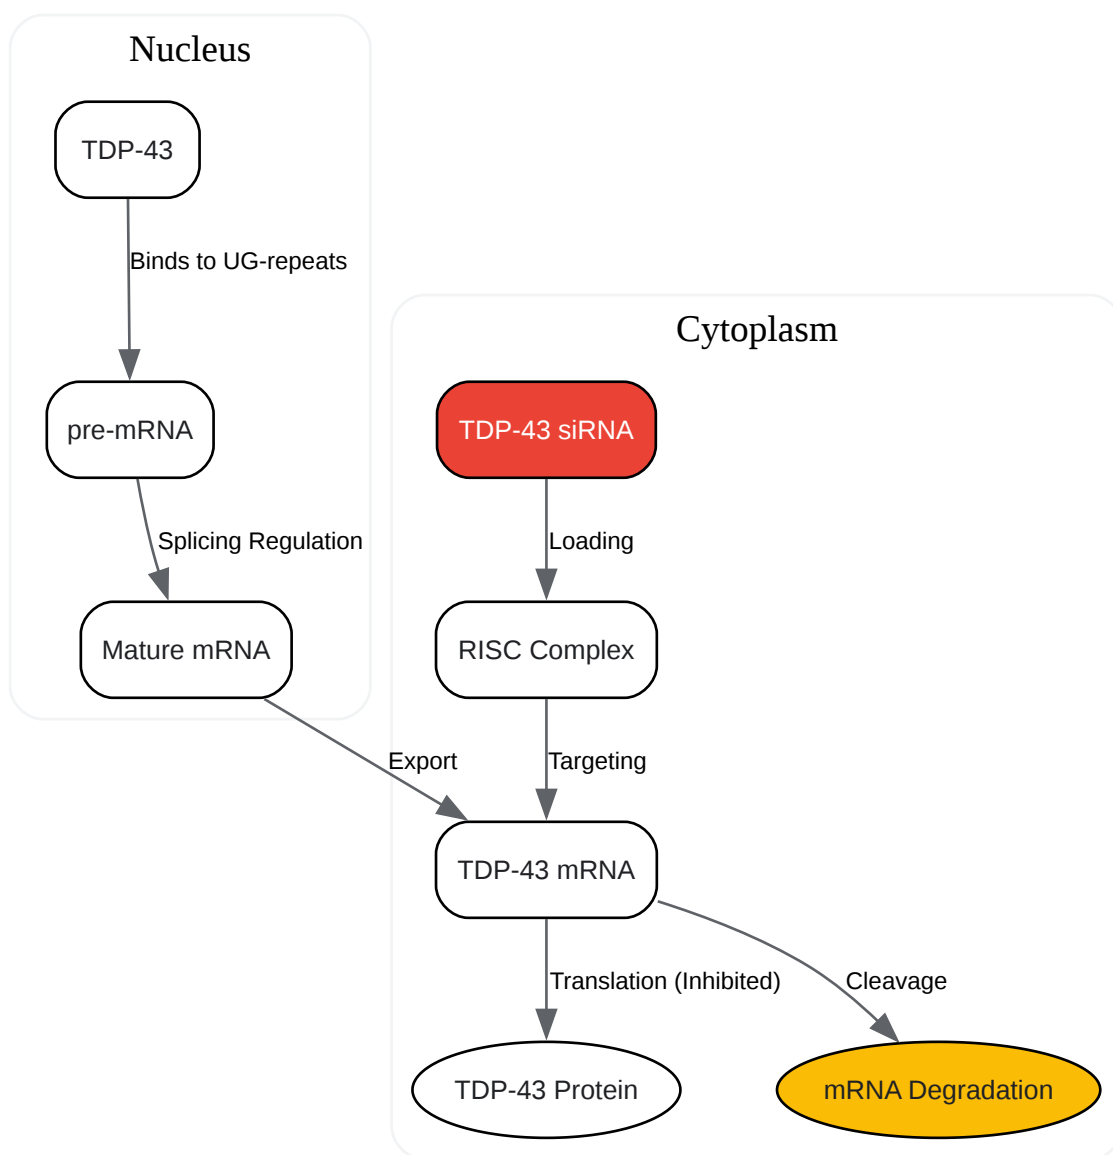 Nucleus
TDP-43
Binds to UG-repeats
pre-mRNA
Splicing Regulation
Mature mRNA
Export
Cytoplasm
TDP-43 siRNA
Loading
RISC Complex
Targeting
TDP-43 mRNA
Translation (Inhibited)
Cleavage
TDP-43 Protein
mRNA Degradation